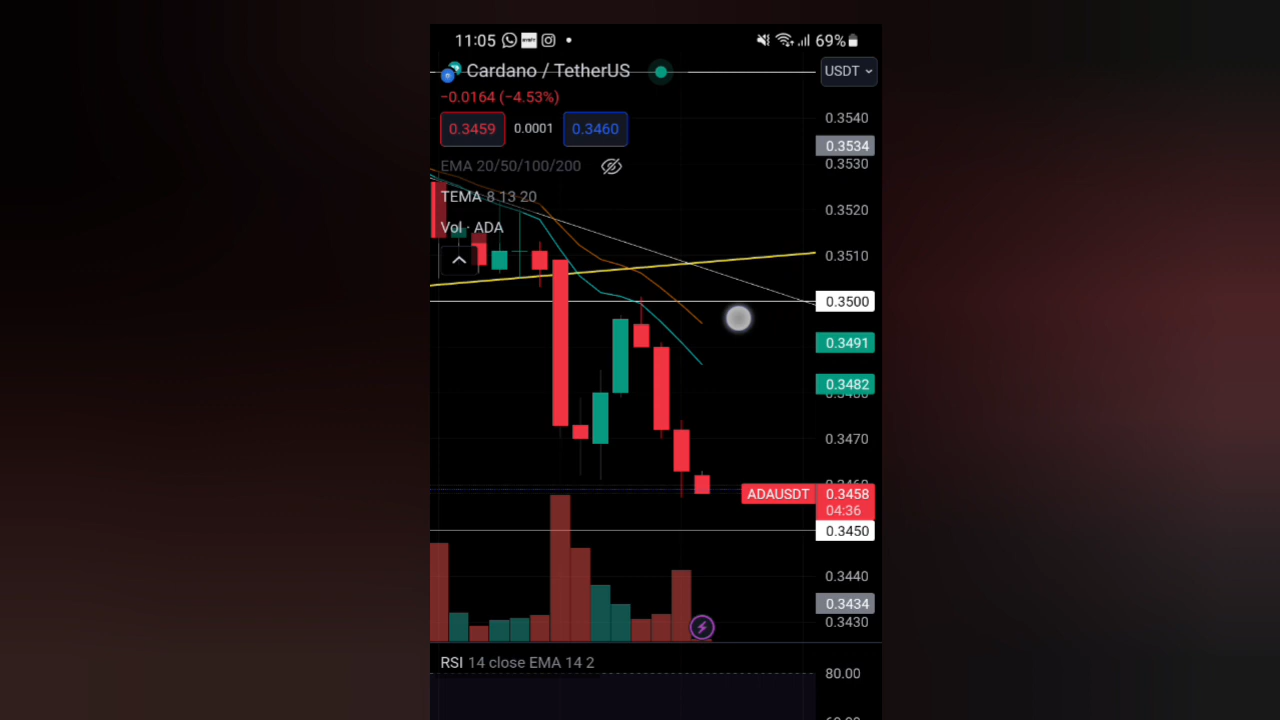 11:05 69%
Cardano / TetherUS USDT
−0.0164 (−4.53%)
0.3459 0.0001 0.3460
0.3540
0.3534
0.3530
EMA 20/50/100/200
TEMA 8 13 20
0.3520
Vol · ADA
0.3510
0.3500
0.3491
0.3482
0.3470
ADAUSDT 0.3458
04:36
0.3450
0.3440
0.3434
0.3430
RSI 14 close EMA 14 2
80.00